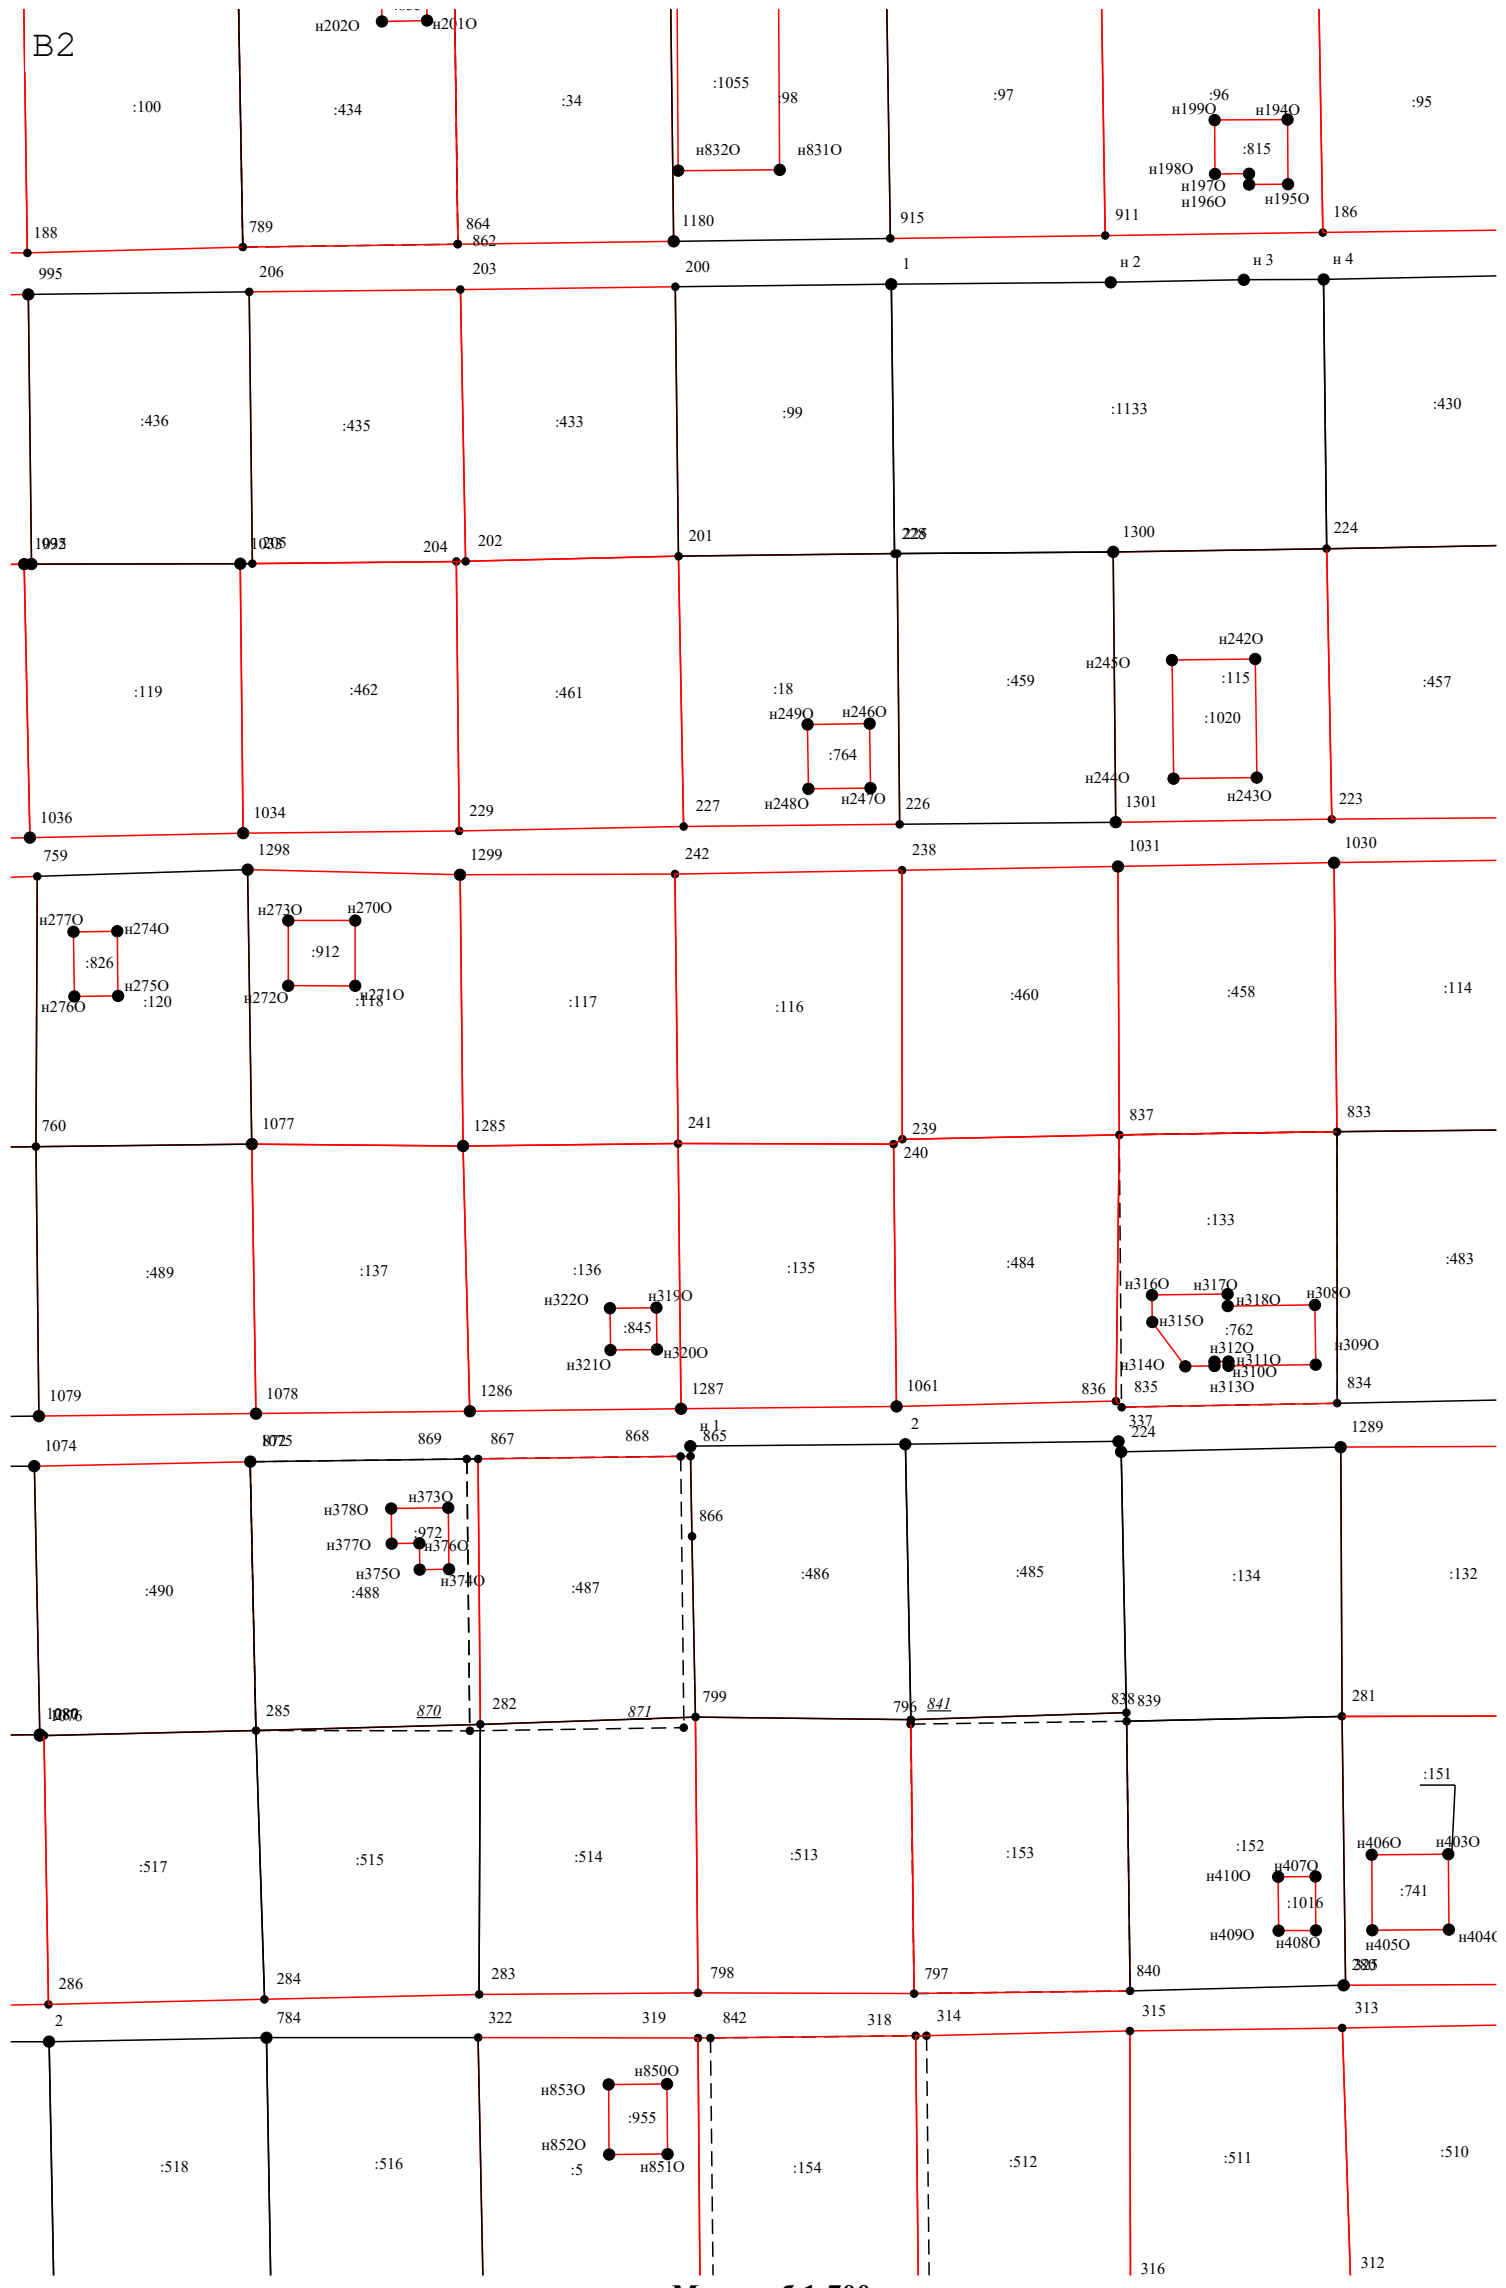 В2
н202О н201О
:100 :434 :34 :1055 :98 :97 :96 :95
н199О н194О
н832О н831О :815
н198О
н197О
н196О н195О
188 789 864 1180 915 911 186
862
995 206 203 200 1 н 2 н 3 н 4
:436 :435 :433 :99 :1133 :430
205 204 202 201 1300 224
:119 :462 :461 :18 :459 :115 :457
н245О н242О
н249О н246О :1020
:764
н248О н247О н244О н243О
1036 1034 229 227 226 1301 223
759 1298 1299 242 238 1031 1030
н277О н274О н273О н270О
:826 :912
н276О н275О :120 н272О н271О :118 :117 :116 :460 :458 :114
760 1077 1285 241 239 837 833
240
:489 :137 :136 :135 :484 :133 :483
н322О н319О н316О н317О н308О
:845 н315О н318О
:762
н321О н320О н314О н312О н311О н309О
н310О
н313О
1079 1078 1286 1287 1061 836 835 834
337
1074 869 867 868 н 1 865 2 224 1289
н378О н373О 866
:972
н377О н376О
н375О н374О
:490 :488 :487 :486 :485 :134 :132
1076 285 870 282 871 799 796 841 838 839 281
:151
:517 :515 :514 :513 :153 :152
н410О н407О н406О н403О
:1016 :741
н409О н408О н405О н404О
286 284 283 798 797 840
2 784 322 319 842 318 314 315 313
н853О н850О
:955
н852О н851О
:518 :516 :5 :154 :512 :511 :510
316 312